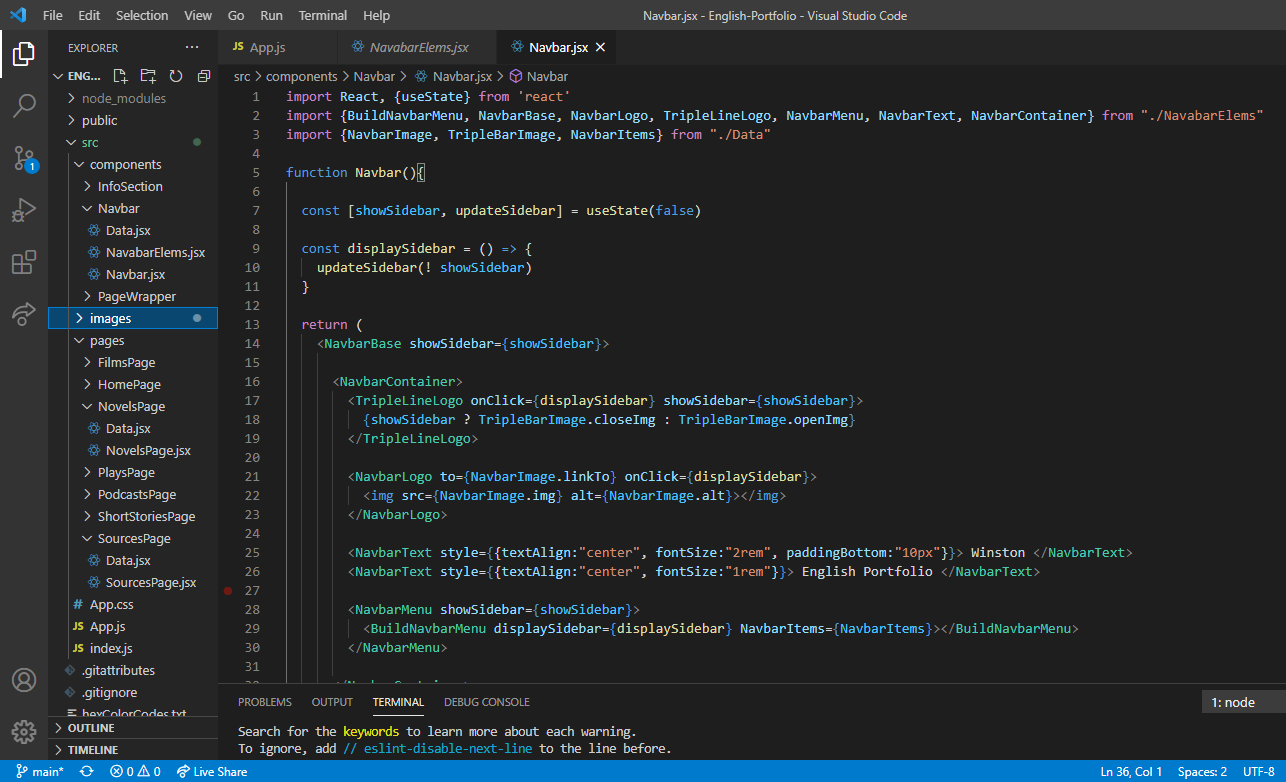 File Edit Selection View Go Run Terminal Help Navbar.jsx - English-Portfolio - Visual Studio Code
EXPLORER ···
ENG...
node_modules
public
src
components
InfoSection
Navbar
Data.jsx
NavabarElems.jsx
Navbar.jsx
PageWrapper
images
pages
FilmsPage
HomePage
NovelsPage
Data.jsx
NovelsPage.jsx
PlaysPage
PodcastsPage
ShortStoriesPage
SourcesPage
Data.jsx
SourcesPage.jsx
# App.css
JS App.js
JS index.js
.gitattributes
.gitignore
hexColorCodes.txt
OUTLINE
TIMELINE
1
JS App.js NavabarElems.jsx Navbar.jsx
src > components > Navbar > Navbar.jsx > Navbar
1 import React, {useState} from 'react'
2 import {BuildNavbarMenu, NavbarBase, NavbarLogo, TripleLineLogo, NavbarMenu, NavbarText, NavbarContainer} from "./NavabarElems"
3 import {NavbarImage, TripleBarImage, NavbarItems} from "./Data"
4
5 function Navbar(){
6
7 const [showSidebar, updateSidebar] = useState(false)
8
9 const displaySidebar = () => {
10 updateSidebar(! showSidebar)
11 }
12
13 return (
14 <NavbarBase showSidebar={showSidebar}>
15
16 <NavbarContainer>
17 <TripleLineLogo onClick={displaySidebar} showSidebar={showSidebar}>
18 {showSidebar ? TripleBarImage.closeImg : TripleBarImage.openImg}
19 </TripleLineLogo>
20
21 <NavbarLogo to={NavbarImage.linkTo} onClick={displaySidebar}>
22 <img src={NavbarImage.img} alt={NavbarImage.alt}></img>
23 </NavbarLogo>
24
25 <NavbarText style={{textAlign:"center", fontSize:"2rem", paddingBottom:"10px"}}> Winston </NavbarText>
26 <NavbarText style={{textAlign:"center", fontSize:"1rem"}}> English Portfolio </NavbarText>
27
28 <NavbarMenu showSidebar={showSidebar}>
29 <BuildNavbarMenu displaySidebar={displaySidebar} NavbarItems={NavbarItems}></BuildNavbarMenu>
30 </NavbarMenu>
31
PROBLEMS OUTPUT TERMINAL DEBUG CONSOLE 1: node
Search for the keywords to learn more about each warning.
To ignore, add // eslint-disable-next-line to the line before.
main* 0 0 Live Share Ln 36, Col 1 Spaces: 2 UTF-8